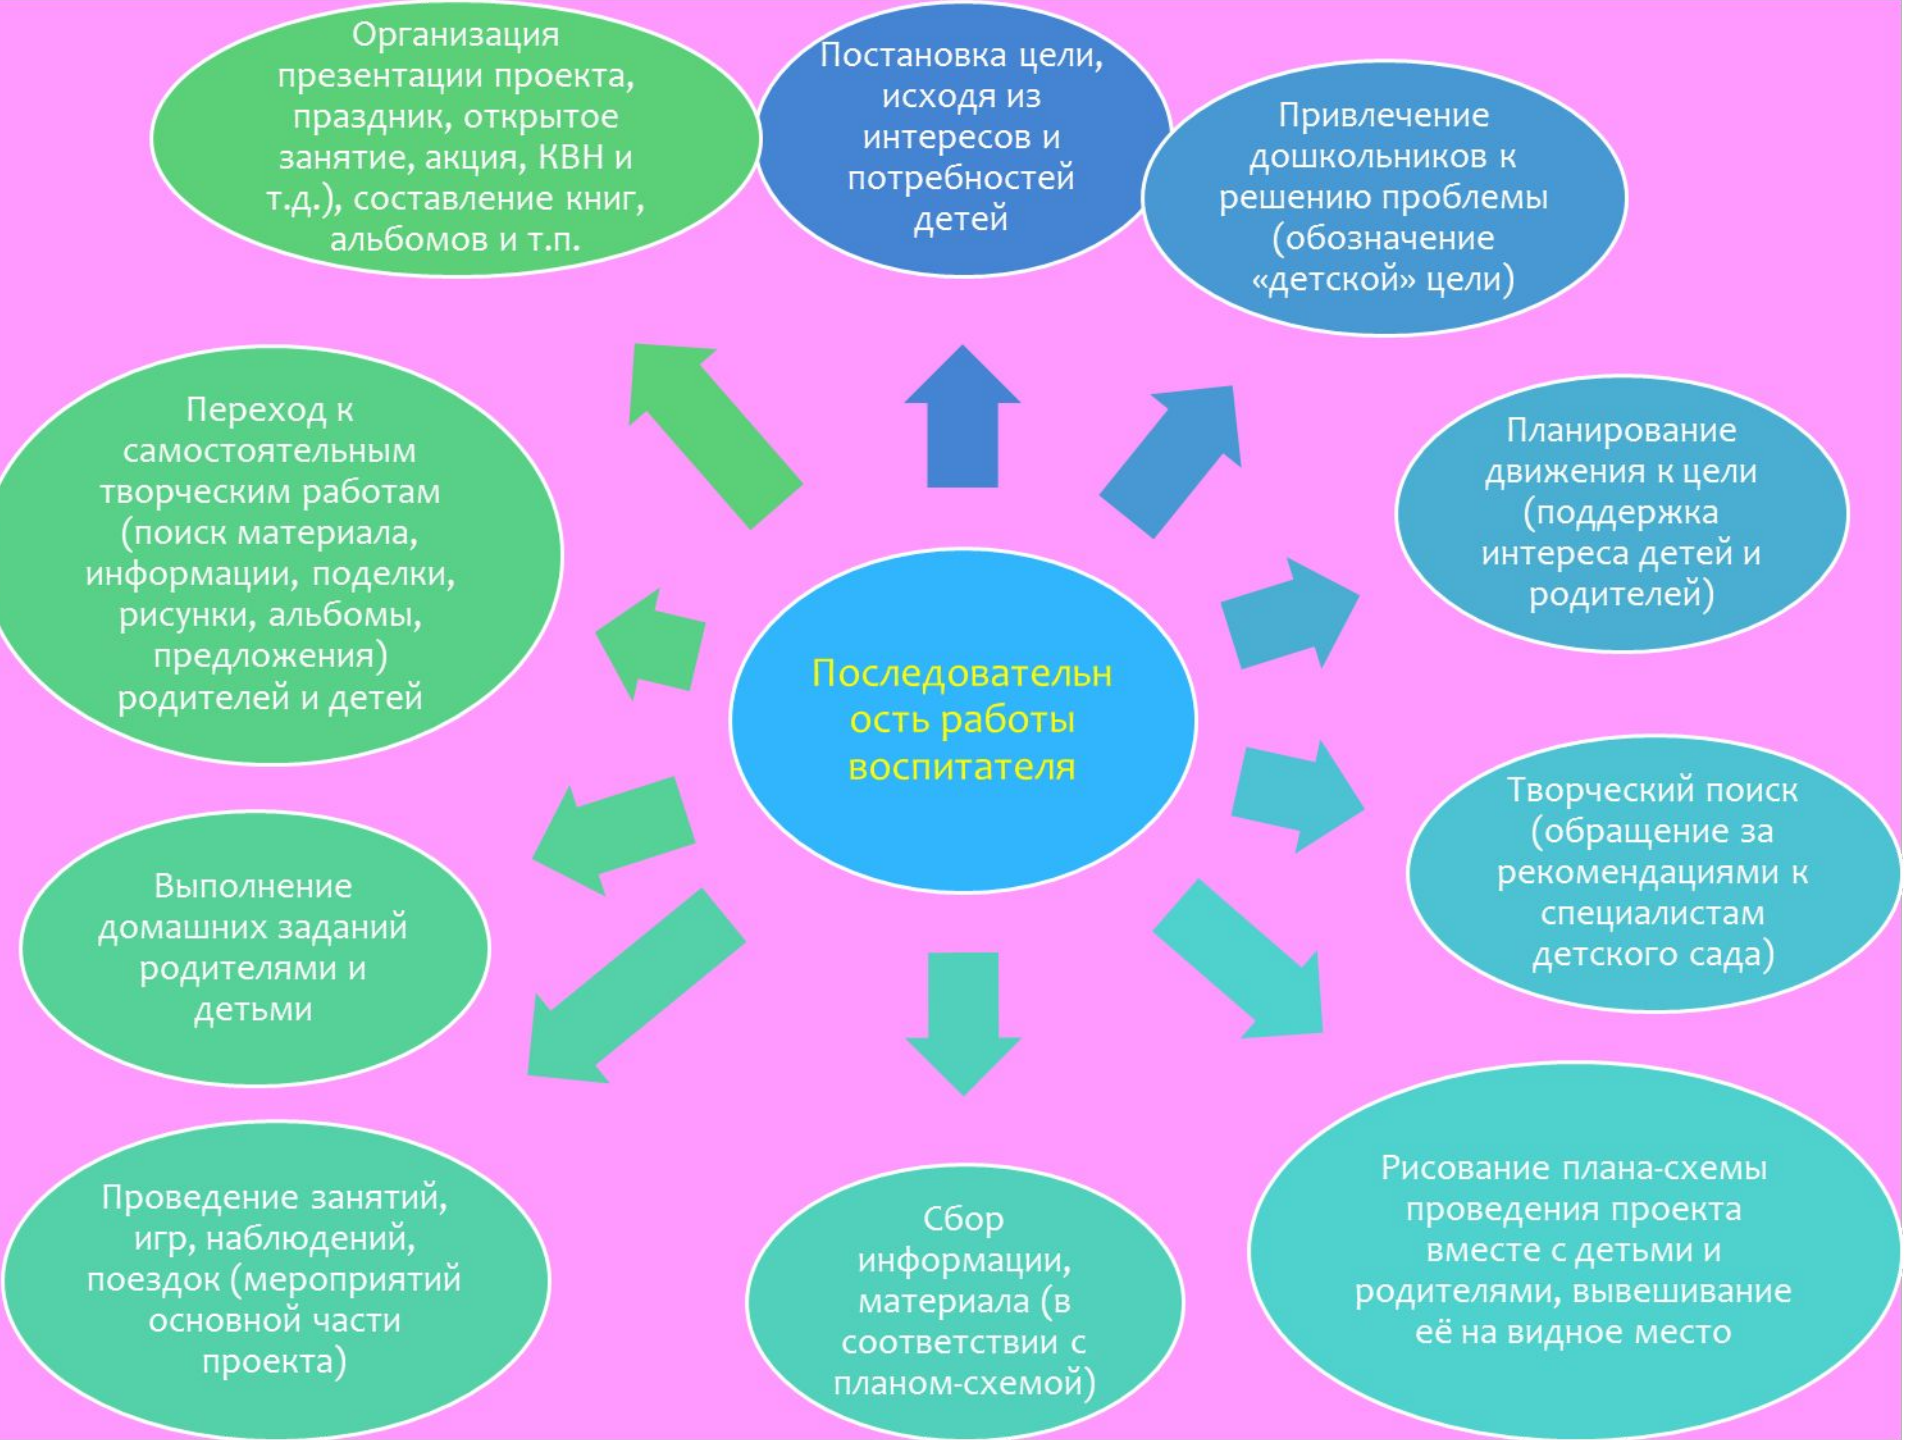 Организация
презентации проекта,
праздник, открытое
занятие, акция, КВН и
т.д.), составление книг,
альбомов и т.п.
Постановка цели,
исходя из
интересов и
потребностей
детей
Привлечение
дошкольников к
решению проблемы
(обозначение
«детской» цели)
Планирование
движения к цели
(поддержка
интереса детей и
родителей)
Творческий поиск
(обращение за
рекомендациями к
специалистам
детского сада)
Рисование плана-схемы
проведения проекта
вместе с детьми и
родителями, вывешивание
её на видное место
Сбор
информации,
материала (в
соответствии с
планом-схемой)
Проведение занятий,
игр, наблюдений,
поездок (мероприятий
основной части
проекта)
Выполнение
домашних заданий
родителями и
детьми
Переход к
самостоятельным
творческим работам
(поиск материала,
информации, поделки,
рисунки, альбомы,
предложения)
родителей и детей
Последовательн
ость работы
воспитателя